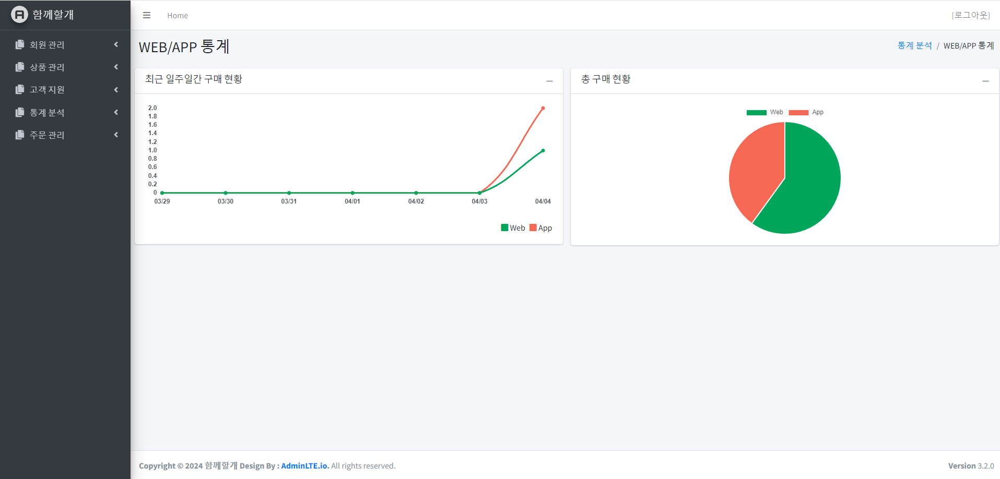 함께할개
Home
[로그아웃]
회원 관리
상품 관리
고객 지원
통계 분석
주문 관리
WEB/APP 통계
통계 분석 / WEB/APP 통계
최근 일주일간 구매 현황
2.0
1.8
1.6
1.4
1.2
1.0
0.8
0.6
0.4
0.2
0
03/29 03/30 03/31 04/01 04/02 04/03 04/04
Web App
총 구매 현황
Web App
Copyright © 2024 함께할개 Design By : AdminLTE.io. All rights reserved.
Version 3.2.0